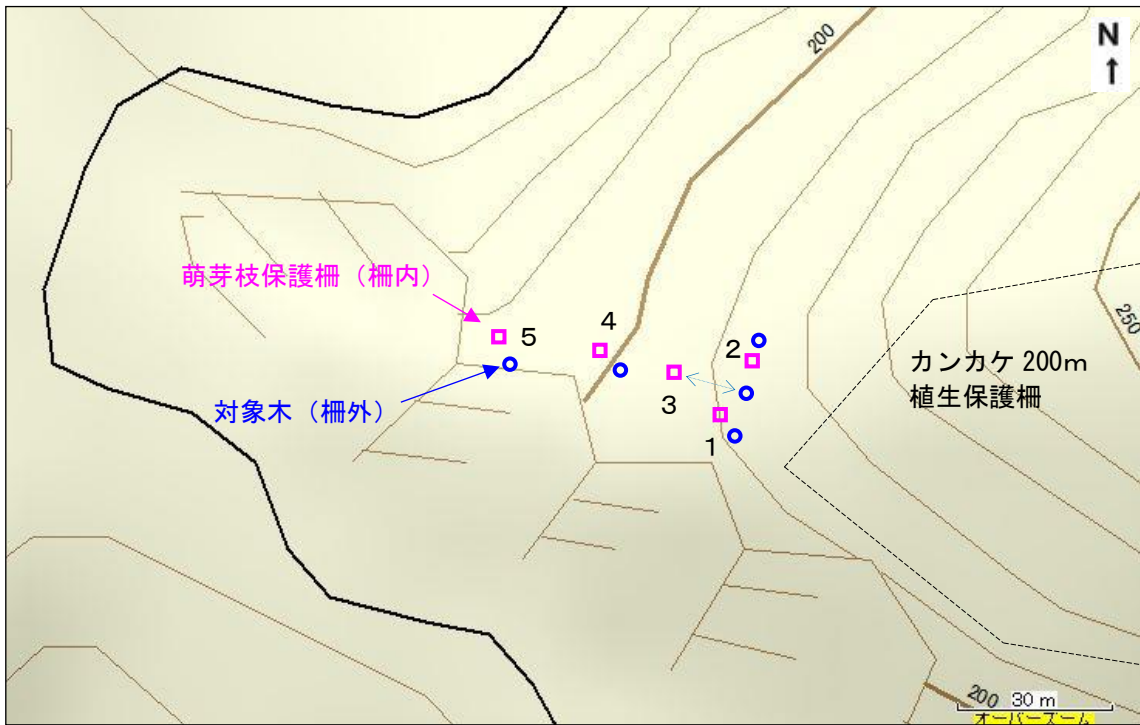 200
N
↑
萌芽枝保護柵（柵内）
5
4
2
3
1
対象木（柵外）
カンカケ 200m
植生保護柵
250
200
30 m
オーバーズーム